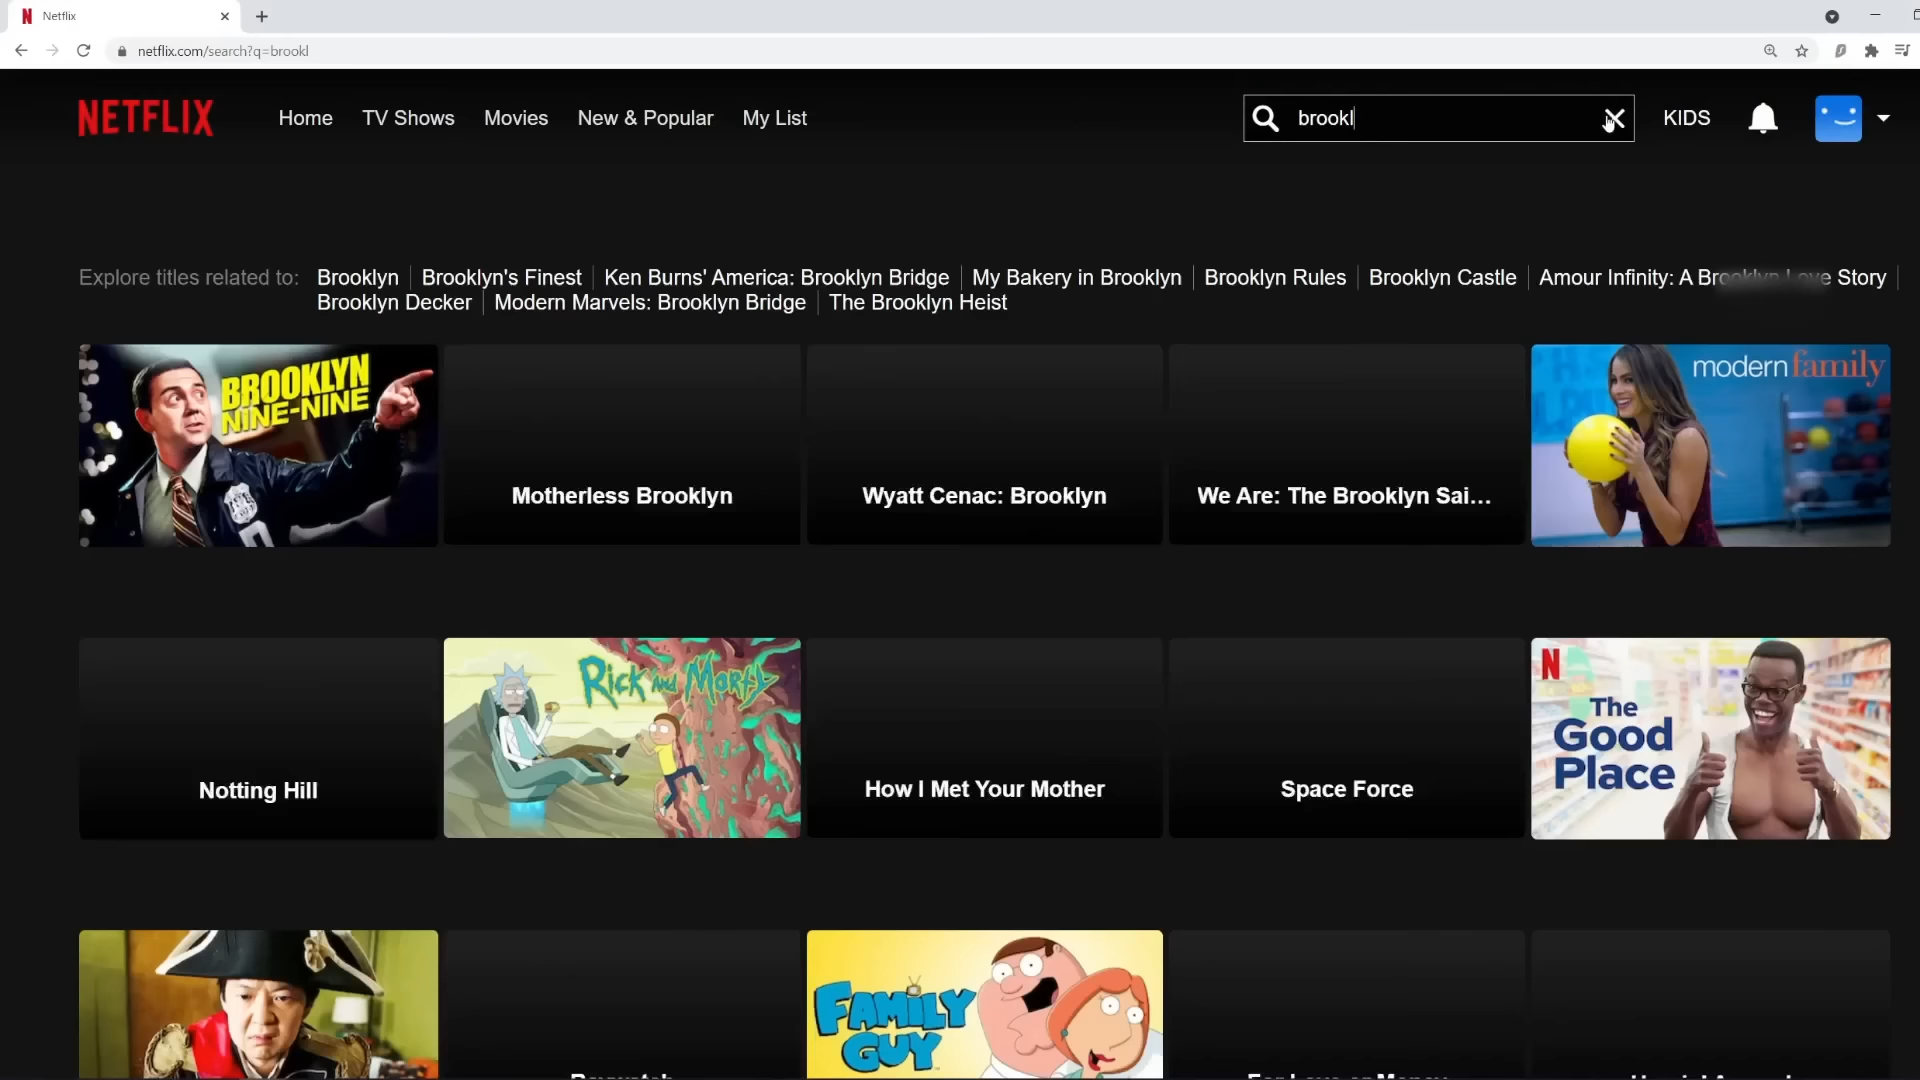 Netflix
netflix.com/search?q=brookl
NETFLIX
Home
TV Shows
Movies
New & Popular
My List
brookl
KIDS
Explore titles related to:
Brooklyn
Brooklyn's Finest
Ken Burns' America: Brooklyn Bridge
My Bakery in Brooklyn
Brooklyn Rules
Brooklyn Castle
Amour Infinity: A Brooklyn Love Story
Brooklyn Decker
Modern Marvels: Brooklyn Bridge
The Brooklyn Heist
BROOKLYN
NINE-NINE
Motherless Brooklyn
Wyatt Cenac: Brooklyn
We Are: The Brooklyn Sai...
modern family
Notting Hill
Rick and Morty
How I Met Your Mother
Space Force
N
The
Good
Place
FAMILY
GUY